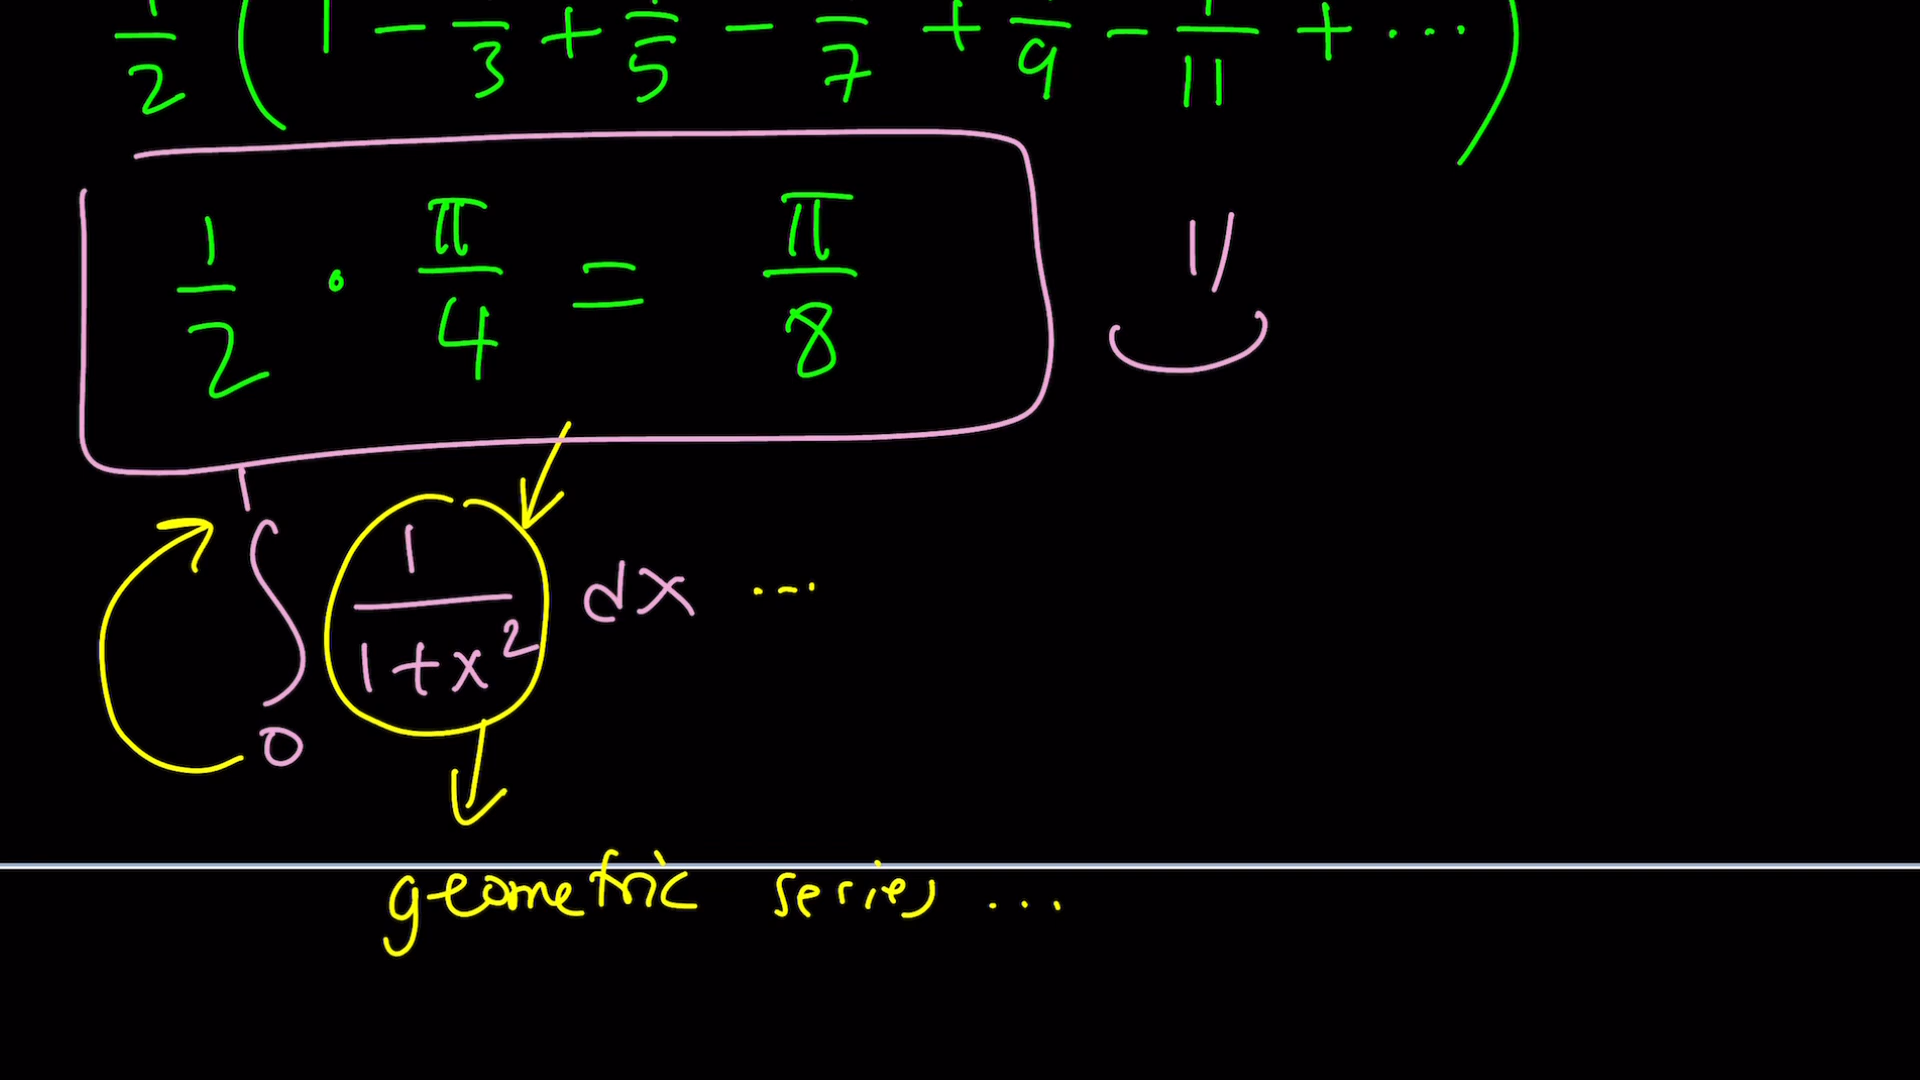 1/2 ( 1 - 1/3 + 1/5 - 1/7 + 1/9 - 1/11 + ... )
1/2 · π/4 = π/8
∫₀¹ 1/(1+x²) dx ...
geometric series ...